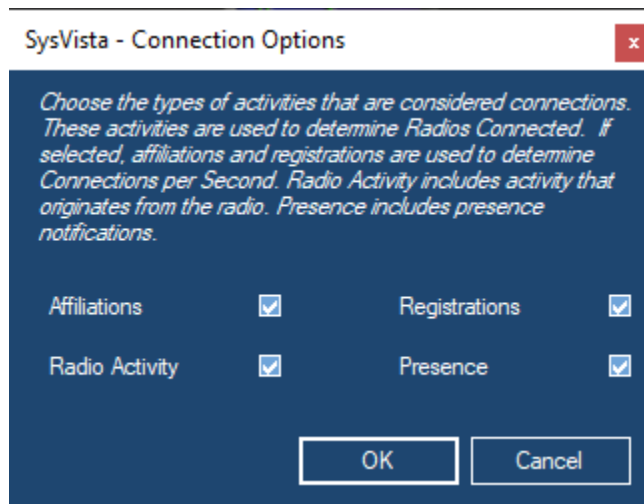 SysVista - Connection Options
x
Choose the types of activities that are considered connections.
These activities are used to determine Radios Connected. If
selected, affiliations and registrations are used to determine
Connections per Second. Radio Activity includes activity that
originates from the radio. Presence includes presence
notifications.
Affiliations Registrations
Radio Activity Presence
OK Cancel